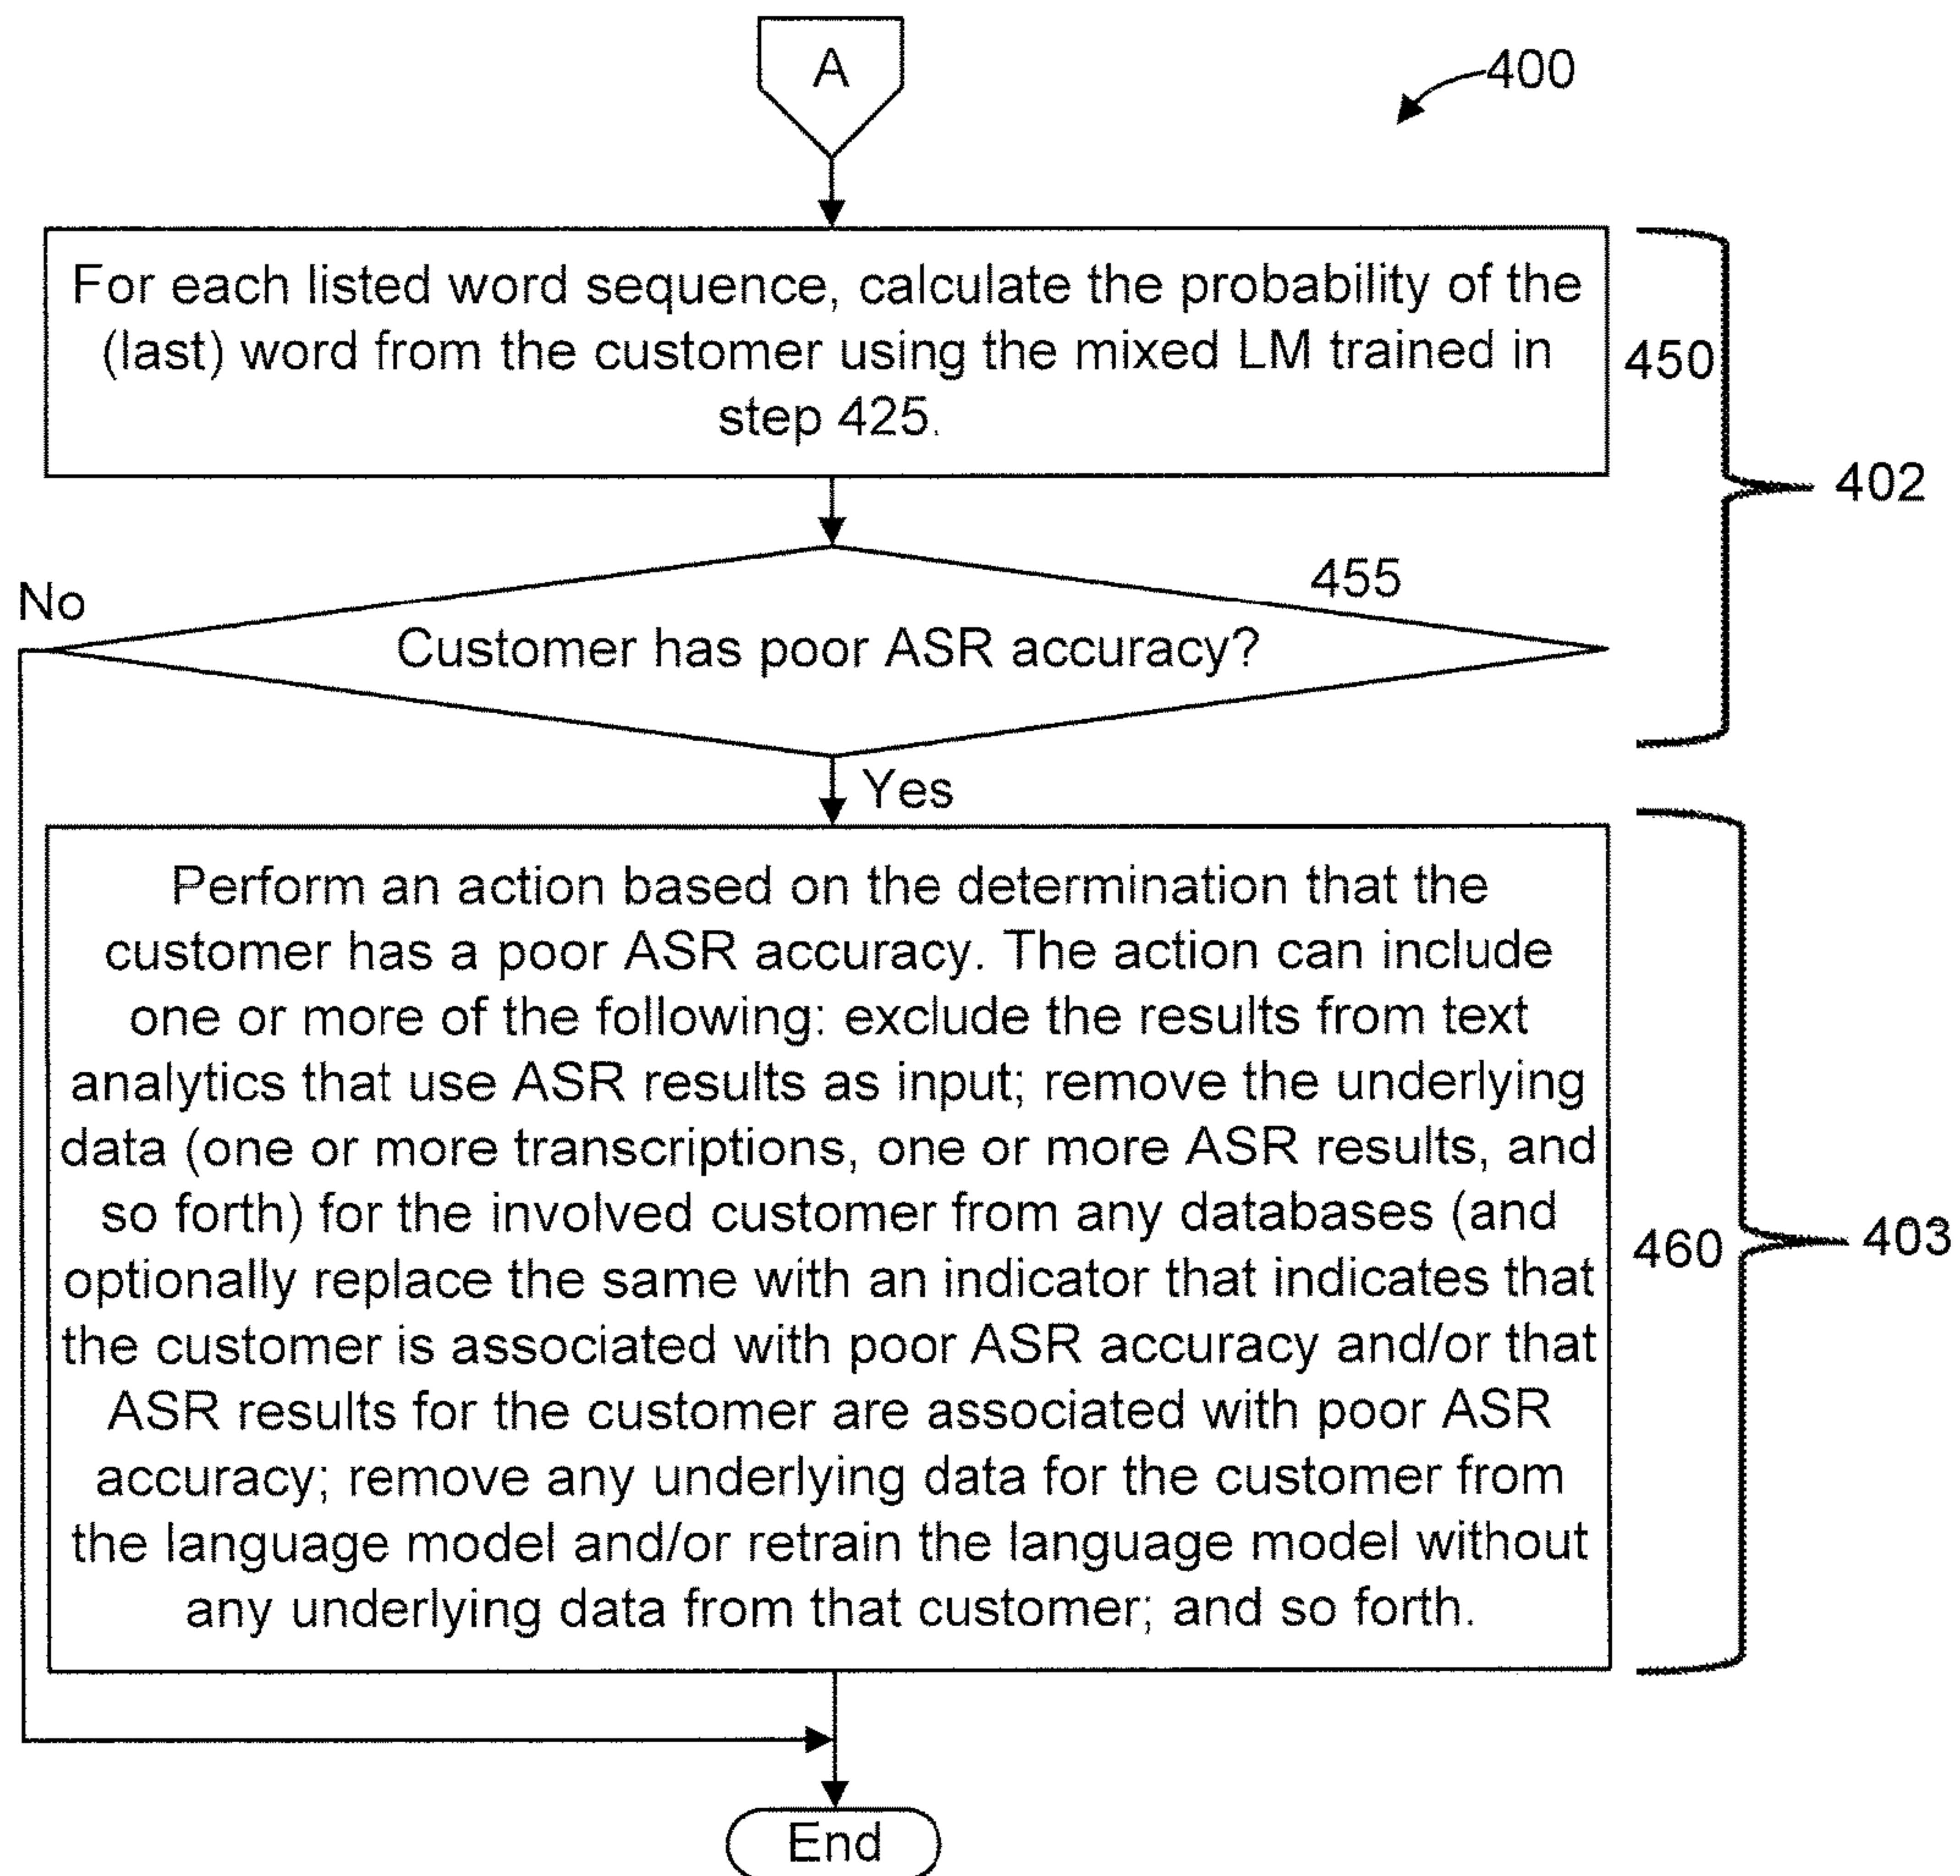 A
400
For each listed word sequence, calculate the probability of the
(last) word from the customer using the mixed LM trained in
step 425.
450
402
455
No
Customer has poor ASR accuracy?
Yes
Perform an action based on the determination that the
customer has a poor ASR accuracy. The action can include
one or more of the following: exclude the results from text
analytics that use ASR results as input; remove the underlying
data (one or more transcriptions, one or more ASR results, and
so forth) for the involved customer from any databases (and
optionally replace the same with an indicator that indicates that
the customer is associated with poor ASR accuracy and/or that
ASR results for the customer are associated with poor ASR
accuracy; remove any underlying data for the customer from
the language model and/or retrain the language model without
any underlying data from that customer; and so forth.
460
403
End